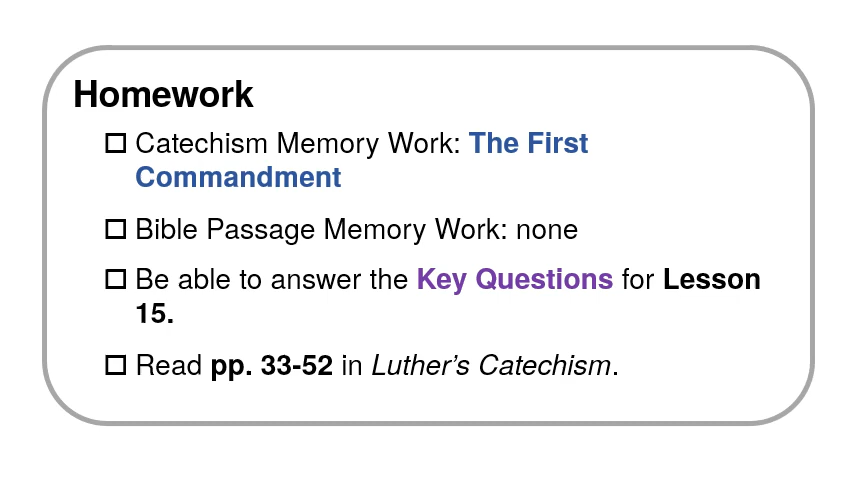 Homework
Catechism Memory Work: The First
Commandment
Bible Passage Memory Work: none
Be able to answer the Key Questions for Lesson
15.
Read pp. 33-52 in Luther’s Catechism.